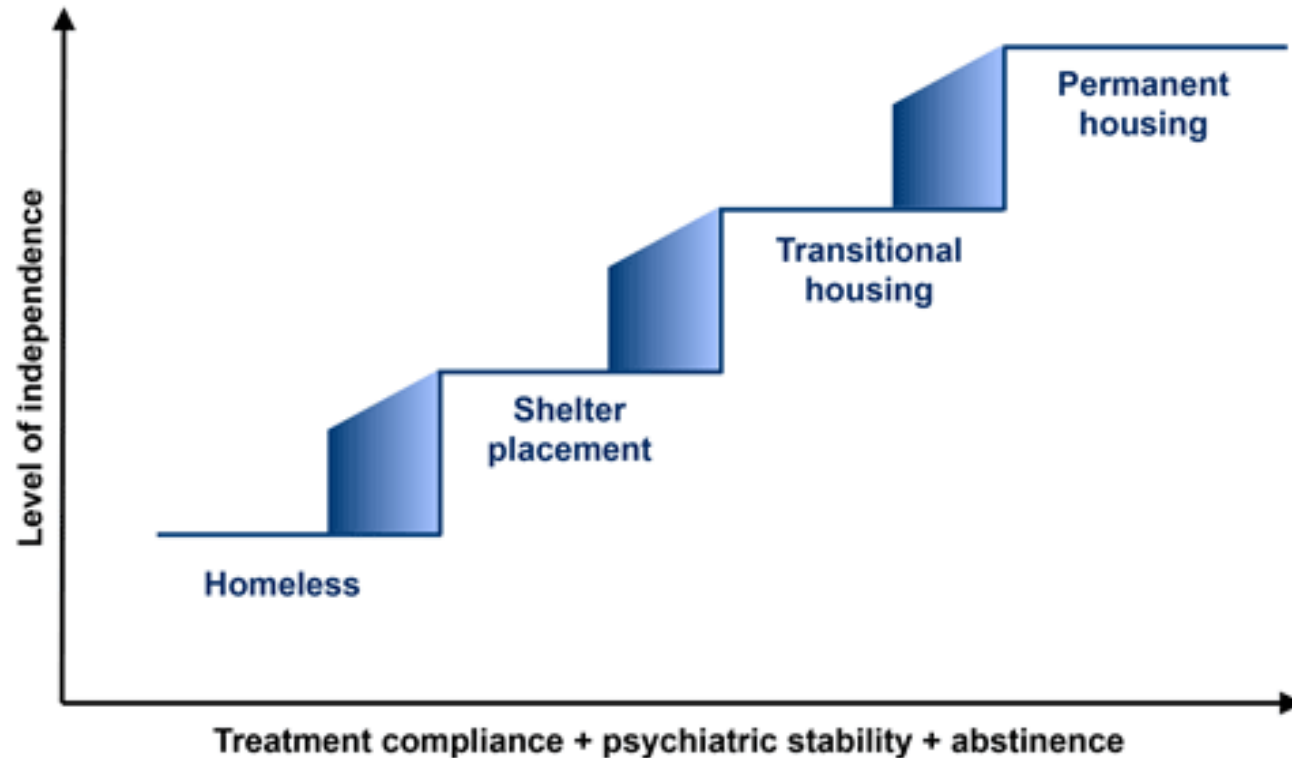 Permanent
housing
Transitional
housing
Shelter
placement
Homeless
Level of independence
Treatment compliance + psychiatric stability + abstinence